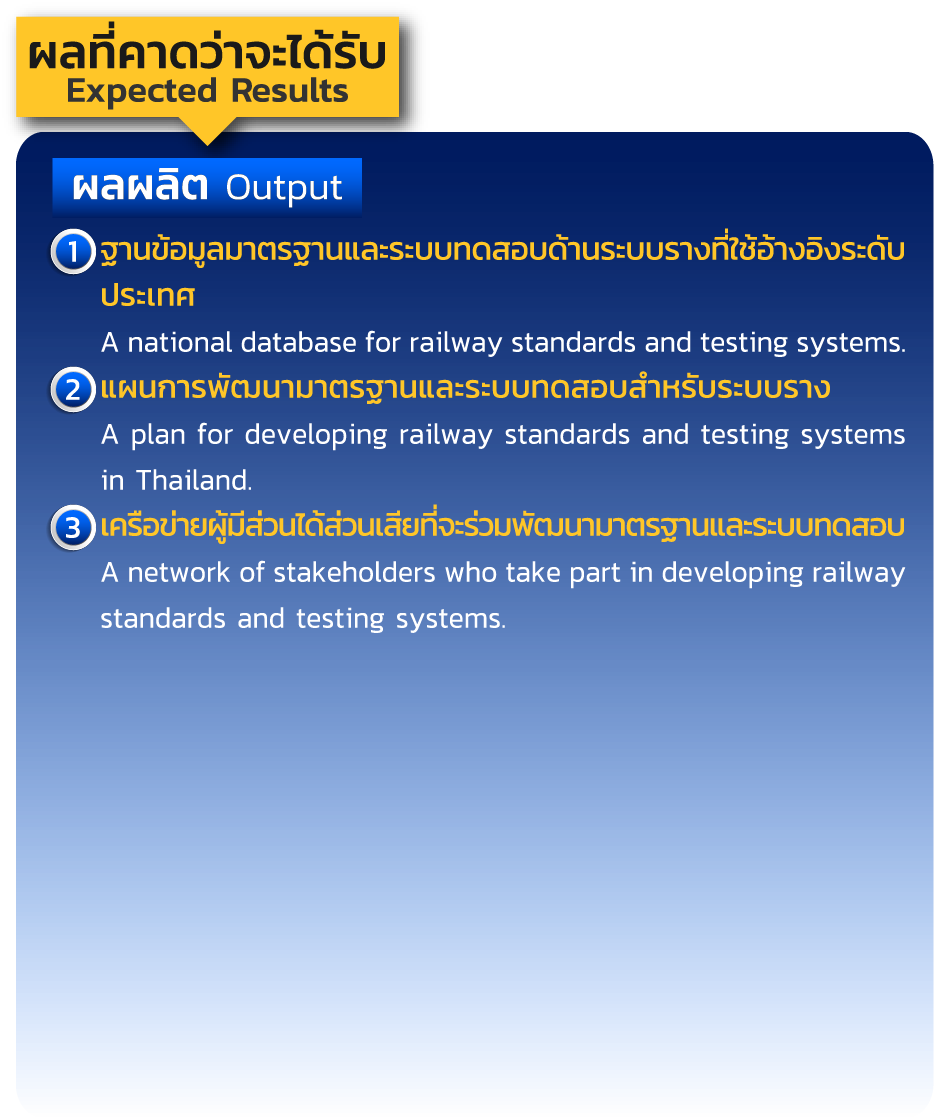 ผลที่คาดว่าจะได้รับ
Expected Results
ผลผลิต Output
1 ฐานข้อมูลมาตรฐานและระบบทดสอบด้านระบบรางที่ใช้อ้างอิงระดับ
ประเทศ
A national database for railway standards and testing systems.
2 แผนการพัฒนามาตรฐานและระบบทดสอบสำหรับระบบราง
A plan for developing railway standards and testing systems
in Thailand.
3 เครือข่ายผู้มีส่วนได้ส่วนเสียที่จะร่วมพัฒนามาตรฐานและระบบทดสอบ
A network of stakeholders who take part in developing railway
standards and testing systems.